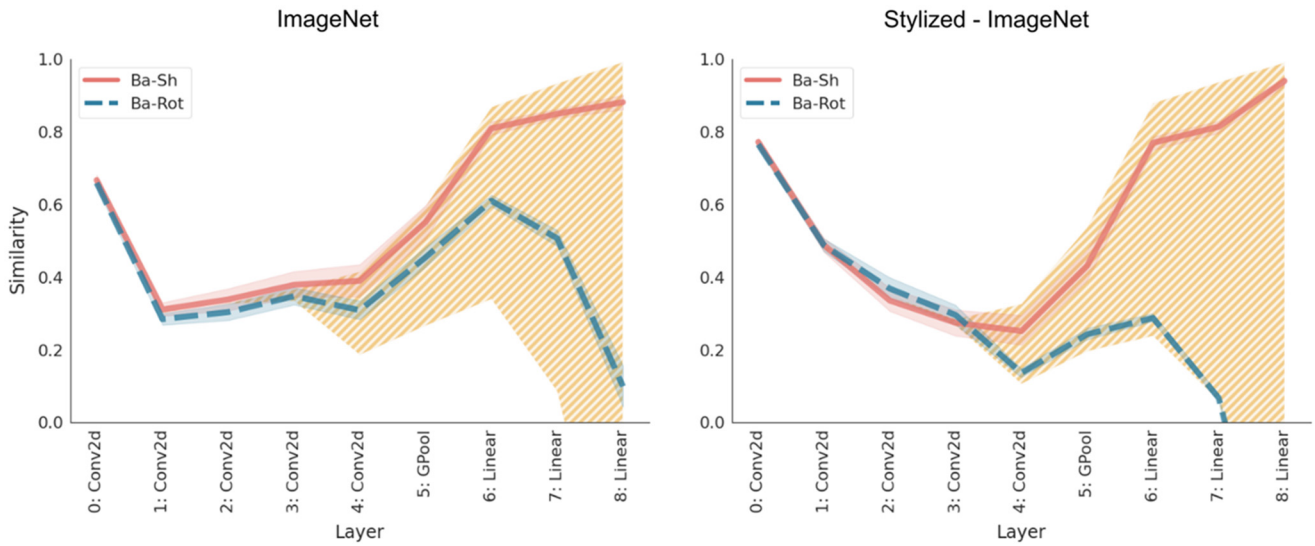 ImageNet
1.0
0.8
0.6
0.4
0.2
0.0
Similarity
Ba-Sh
Ba-Rot
0: Conv2d
1: Conv2d
2: Conv2d
3: Conv2d
4: Conv2d
5: GPool
6: Linear
7: Linear
8: Linear
Layer
Stylized - ImageNet
1.0
0.8
0.6
0.4
0.2
0.0
Ba-Sh
Ba-Rot
0: Conv2d
1: Conv2d
2: Conv2d
3: Conv2d
4: Conv2d
5: GPool
6: Linear
7: Linear
8: Linear
Layer